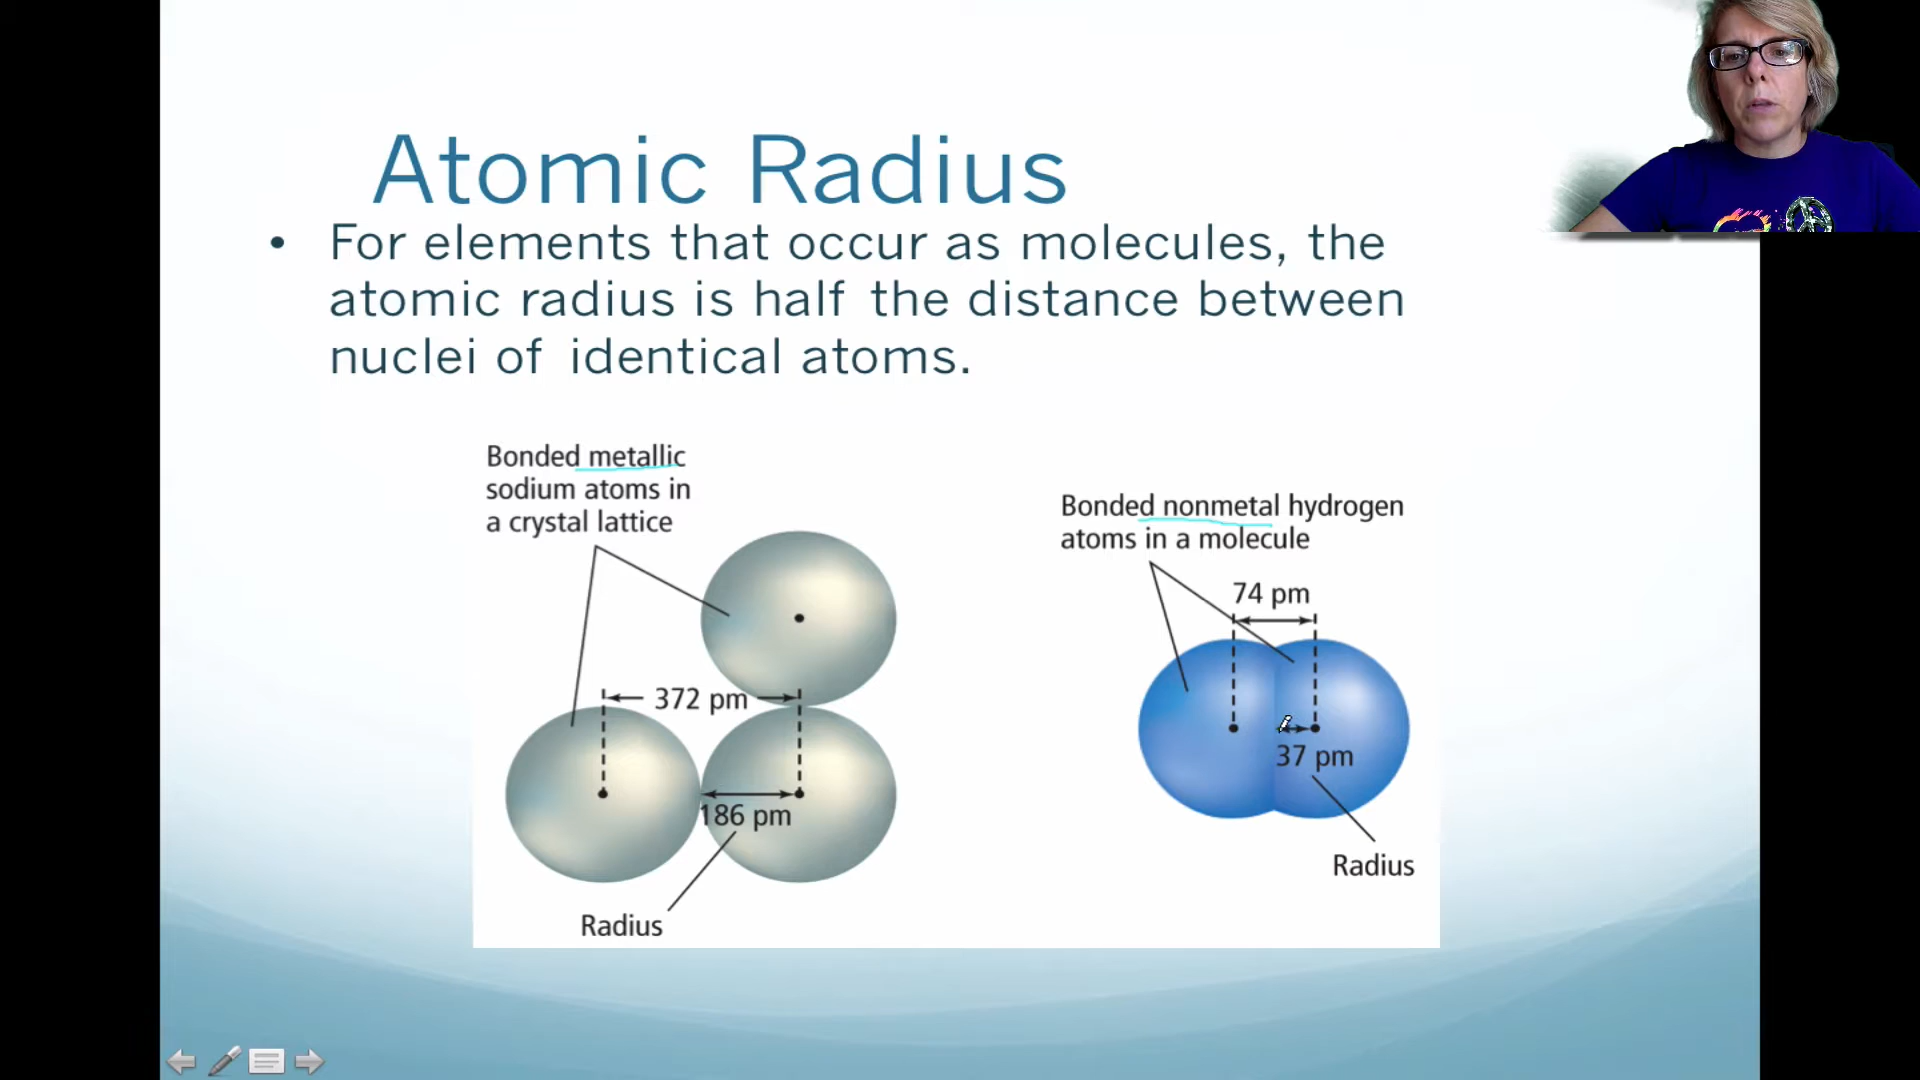 Atomic Radius
• For elements that occur as molecules, the
atomic radius is half the distance between
nuclei of identical atoms.
Bonded metallic
sodium atoms in
a crystal lattice
372 pm
186 pm
Radius
Bonded nonmetal hydrogen
atoms in a molecule
74 pm
37 pm
Radius